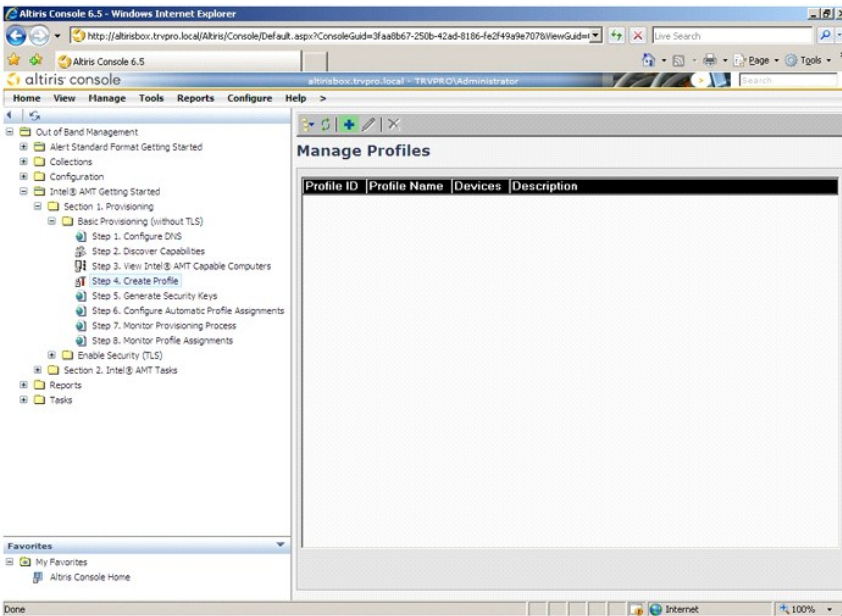 Altiris Console 6.5 - Windows Internet Explorer
http://altirisbox.trvpro.local/Altiris/Console/Default.aspx?ConsoleGuid=3faa8b67-250b-42ad-8186-fe2f49a9e707&ViewGuid=
Live Search
Altiris Console 6.5
Page
Tools
altiris console
altirisbox.trvpro.local - TRVPRO\Administrator
Search
Home View Manage Tools Reports Configure Help >
Out of Band Management
Alert Standard Format Getting Started
Collections
Configuration
Intel® AMT Getting Started
Section 1. Provisioning
Basic Provisioning (without TLS)
Step 1. Configure DNS
Step 2. Discover Capabilities
Step 3. View Intel® AMT Capable Computers
Step 4. Create Profile
Step 5. Generate Security Keys
Step 6. Configure Automatic Profile Assignments
Step 7. Monitor Provisioning Process
Step 8. Monitor Profile Assignments
Enable Security (TLS)
Section 2. Intel® AMT Tasks
Reports
Tasks
Manage Profiles
Profile ID Profile Name Devices Description
Favorites
My Favorites
Altiris Console Home
Done
Internet
100%